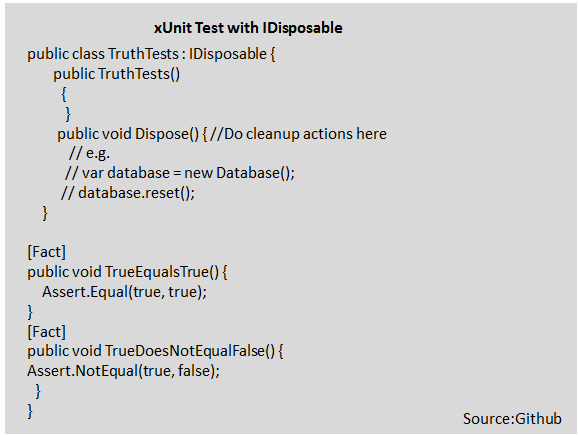 xUnit Test with IDisposable
public class TruthTests : IDisposable {
public TruthTests()
{
}
public void Dispose() { //Do cleanup actions here
// e.g.
// var database = new Database();
// database.reset();
}
[Fact]
public void TrueEqualsTrue() {
Assert.Equal(true, true);
}
[Fact]
public void TrueDoesNotEqualFalse() {
Assert.NotEqual(true, false);
}
}
Source:Github